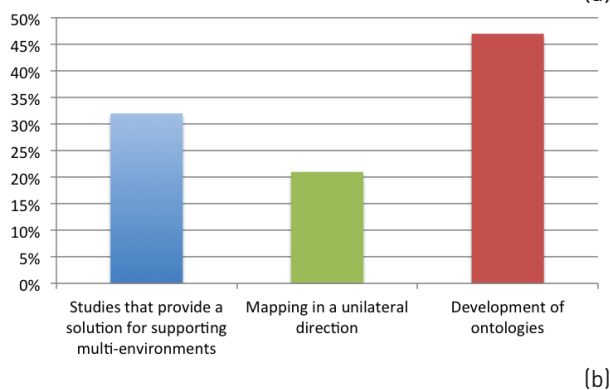 50%
45%
40%
35%
30%
25%
20%
15%
10%
5%
0%
Studies that provide a
solution for supporting
multi-environments
Mapping in a unilateral
direction
Development of
ontologies
(b)